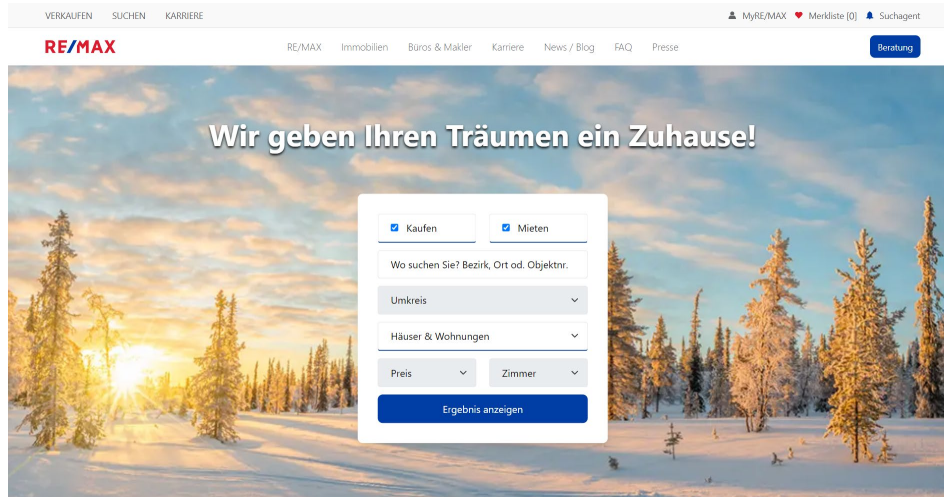 VERKAUFEN SUCHEN KARRIERE MyRE/MAX Merkliste [0] Suchagent
RE/MAX RE/MAX Immobilien Büros & Makler Karriere News / Blog FAQ Presse Beratung
Wir geben Ihren Träumen ein Zuhause!
Kaufen Mieten
Wo suchen Sie? Bezirk, Ort od. Objektnr.
Umkreis
Häuser & Wohnungen
Preis Zimmer
Ergebnis anzeigen